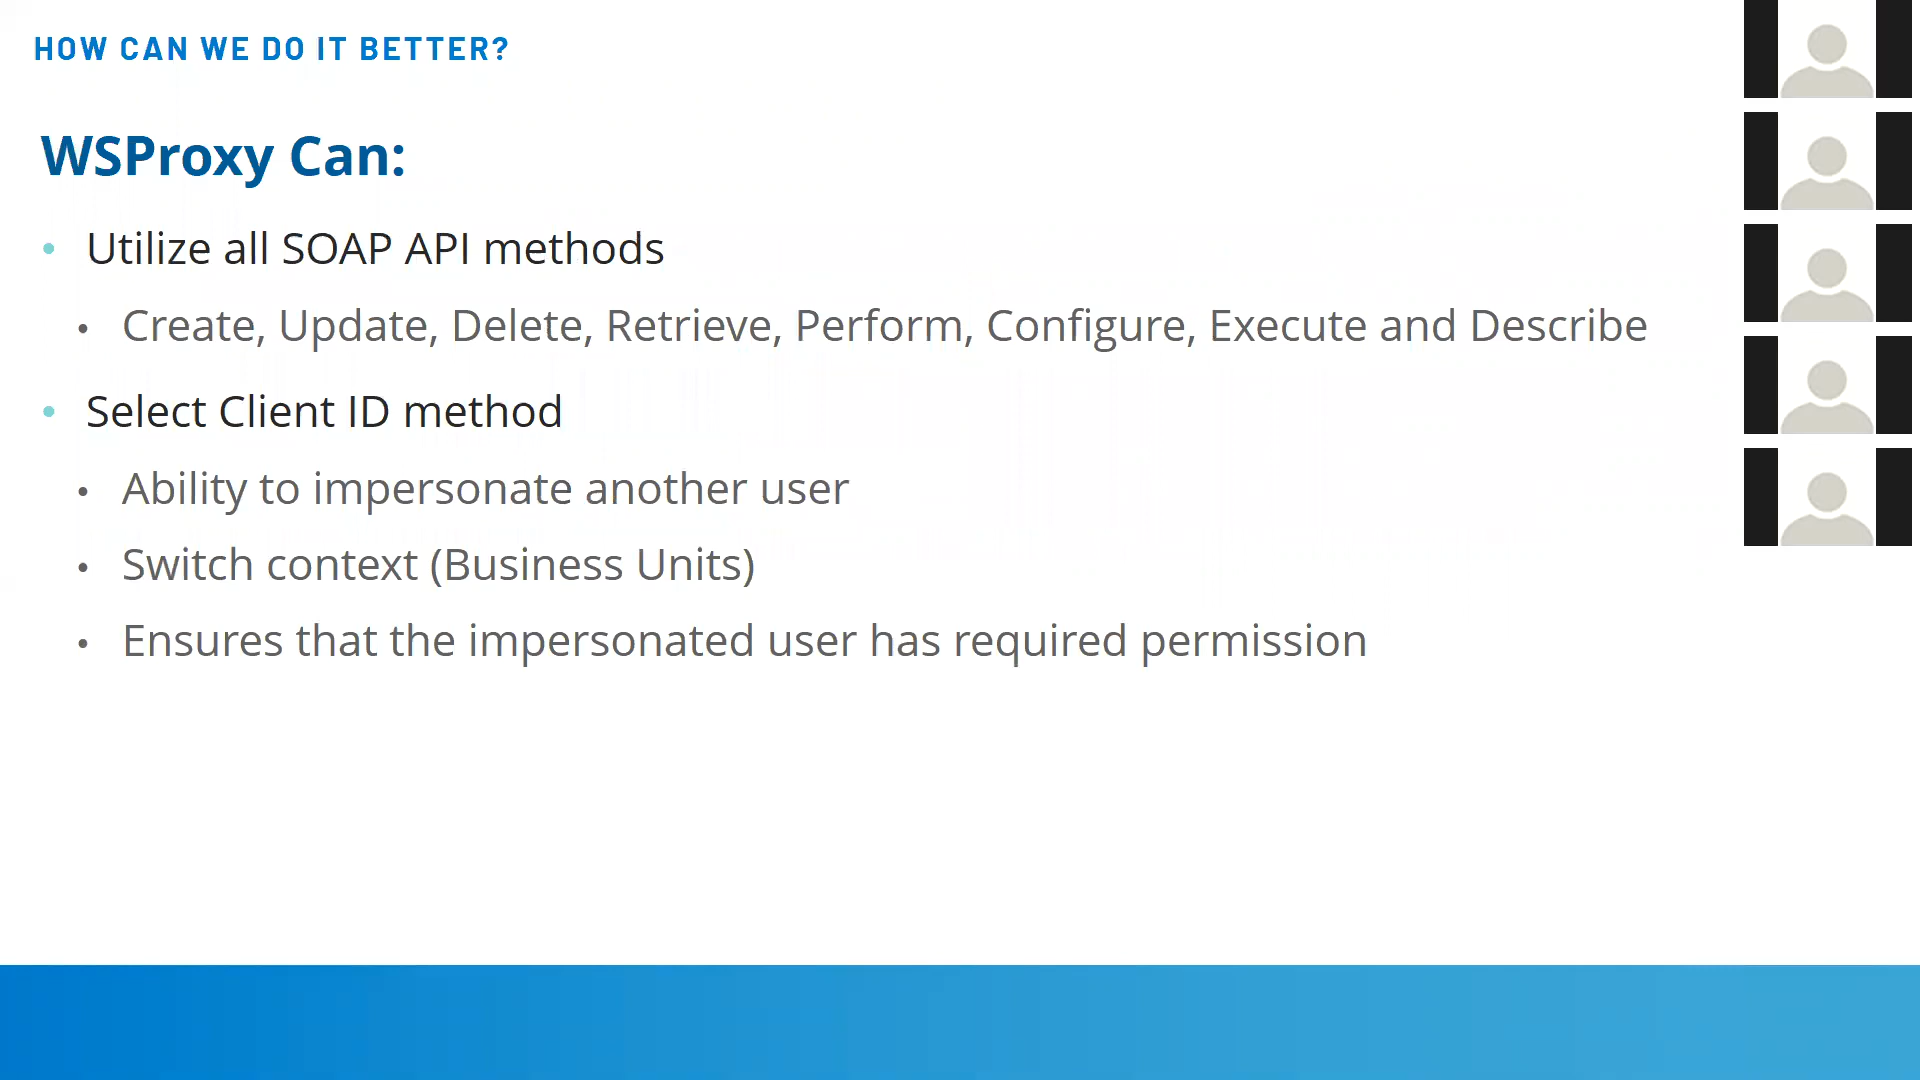 HOW CAN WE DO IT BETTER?
WSProxy Can:
• Utilize all SOAP API methods
• Create, Update, Delete, Retrieve, Perform, Configure, Execute and Describe
• Select Client ID method
• Ability to impersonate another user
• Switch context (Business Units)
• Ensures that the impersonated user has required permission